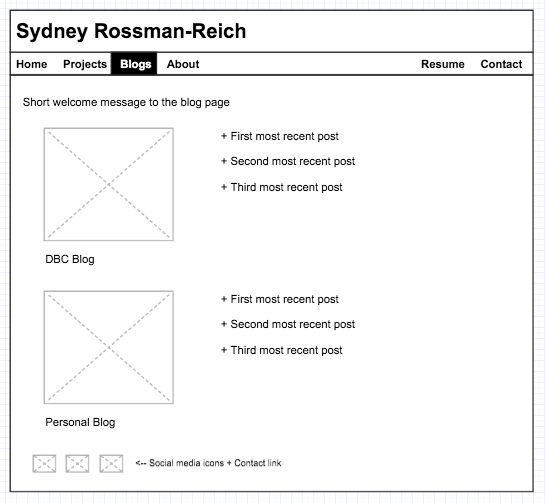 Sydney Rossman-Reich
Home Projects Blogs About Resume Contact
Short welcome message to the blog page
+ First most recent post
+ Second most recent post
+ Third most recent post
DBC Blog
+ First most recent post
+ Second most recent post
+ Third most recent post
Personal Blog
<-- Social media icons + Contact link